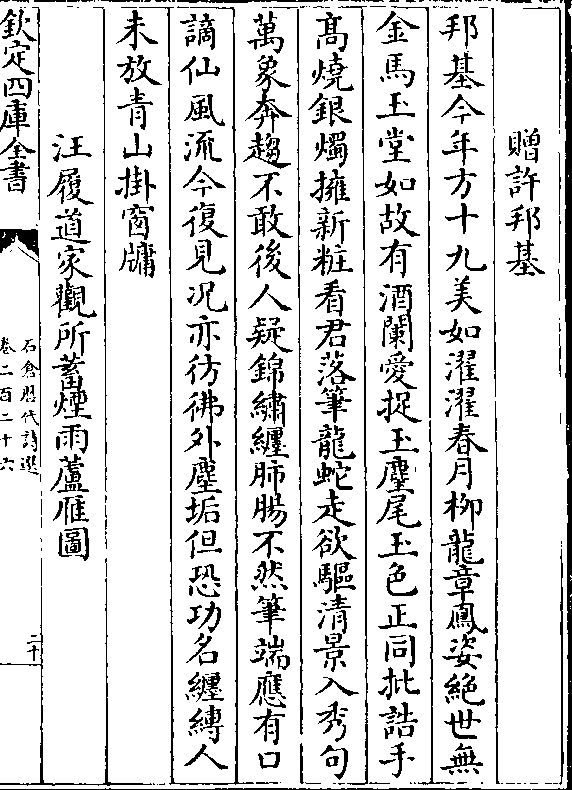 贈許邦基
邦基今年方十九美如濯濯春月柳龍章鳳姿絶世無
金馬玉堂如故有酒闌愛捉玉麈尾玉色正同批誥手
髙燒銀燭擁新粧看君落筆龍蛇走欲驅清景入秀句
萬象奔趨不敢後人疑錦繡纏肺腸不然筆端應有口
謫仙風流今復見况亦彷彿外塵垢但恐功名纏縛人
未放青山掛窗牖
汪履道家觀所蓄煙雨蘆雁圖
欽定四庫全書
石倉歴代詩選
卷二百二十六
二十